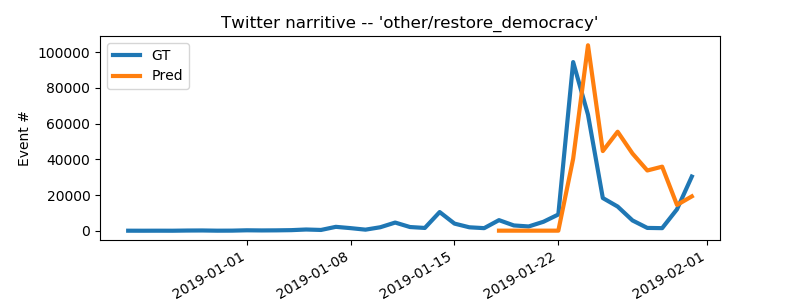 Twitter narritive -- 'other/restore_democracy'
GT
Pred
Event #
100000
80000
60000
40000
20000
0
2019-01-01
2019-01-08
2019-01-15
2019-01-22
2019-02-01